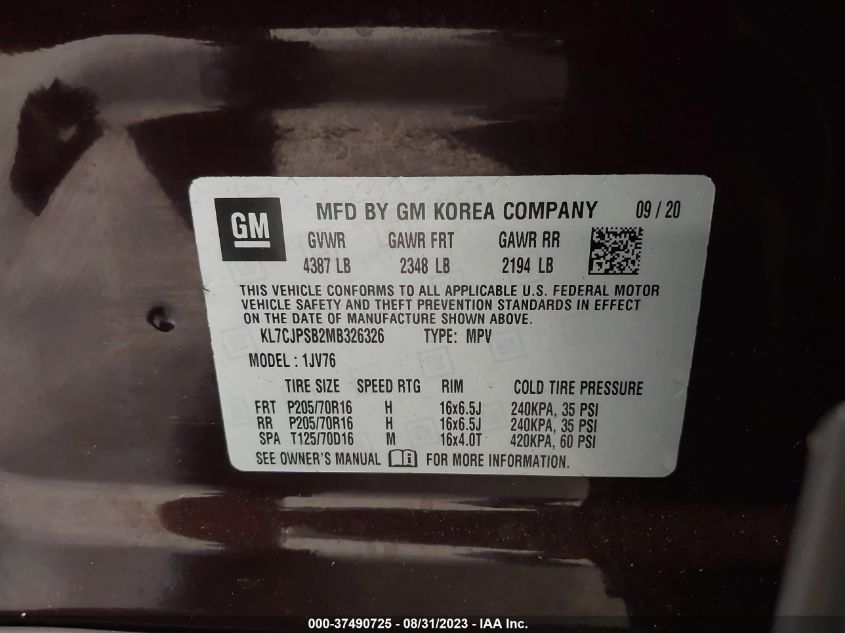 GM
MFD BY GM KOREA COMPANY 09 / 20
GVWR GAWR FRT GAWR RR
4387 LB 2348 LB 2194 LB
THIS VEHICLE CONFORMS TO ALL APPLICABLE U.S. FEDERAL MOTOR
VEHICLE SAFETY AND THEFT PREVENTION STANDARDS IN EFFECT
ON THE DATE OF MANUFACTURE SHOWN ABOVE.
KL7CJPSB2MB326326 TYPE: MPV
MODEL : 1JV76
TIRE SIZE SPEED RTG RIM COLD TIRE PRESSURE
FRT P205/70R16 H 16x6.5J 240KPA, 35 PSI
RR P205/70R16 H 16x6.5J 240KPA, 35 PSI
SPA T125/70D16 M 16x4.0T 420KPA, 60 PSI
SEE OWNER'S MANUAL FOR MORE INFORMATION.
000-37490725 - 08/31/2023 - IAA Inc.